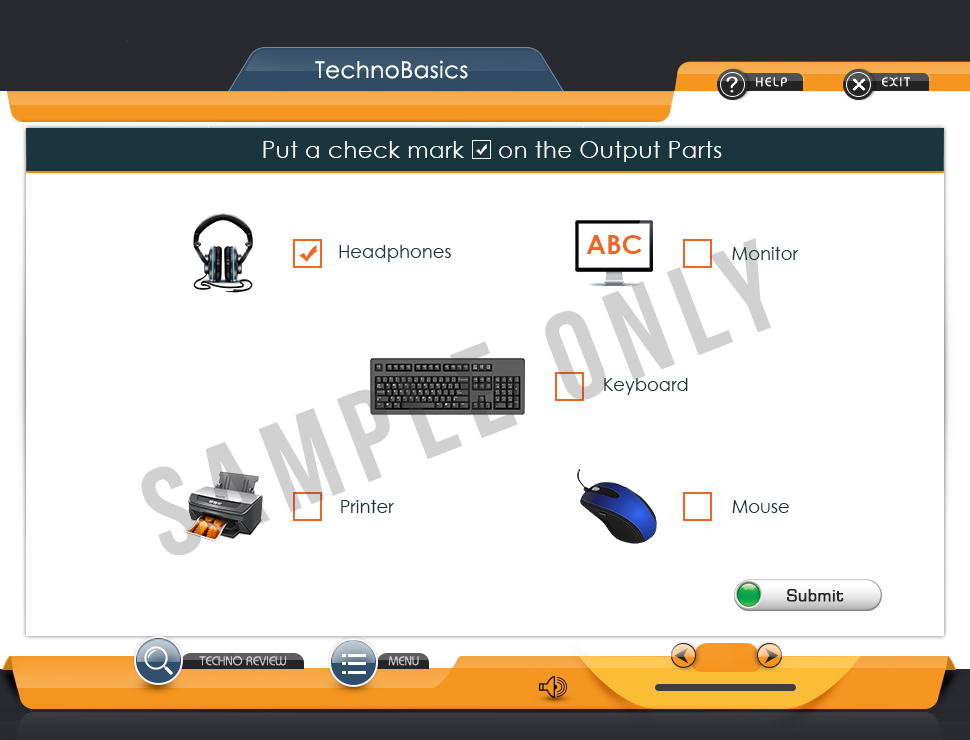 TechnoBasics
? HELP
EXIT
Put a check mark ☑ on the Output Parts
Headphones
ABC
Monitor
Keyboard
Printer
Mouse
SAMPLE ONLY
Submit
TECHNO REVIEW
MENU